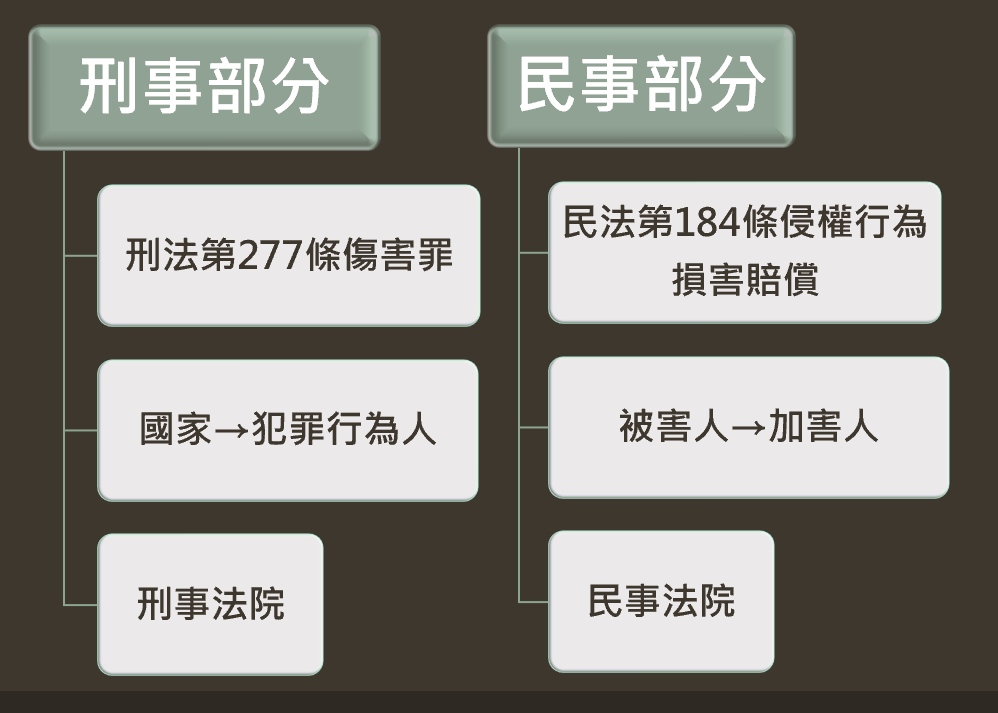 刑事部分
刑法第277條傷害罪
國家→犯罪行為人
刑事法院
民事部分
民法第184條侵權行為
損害賠償
被害人→加害人
民事法院